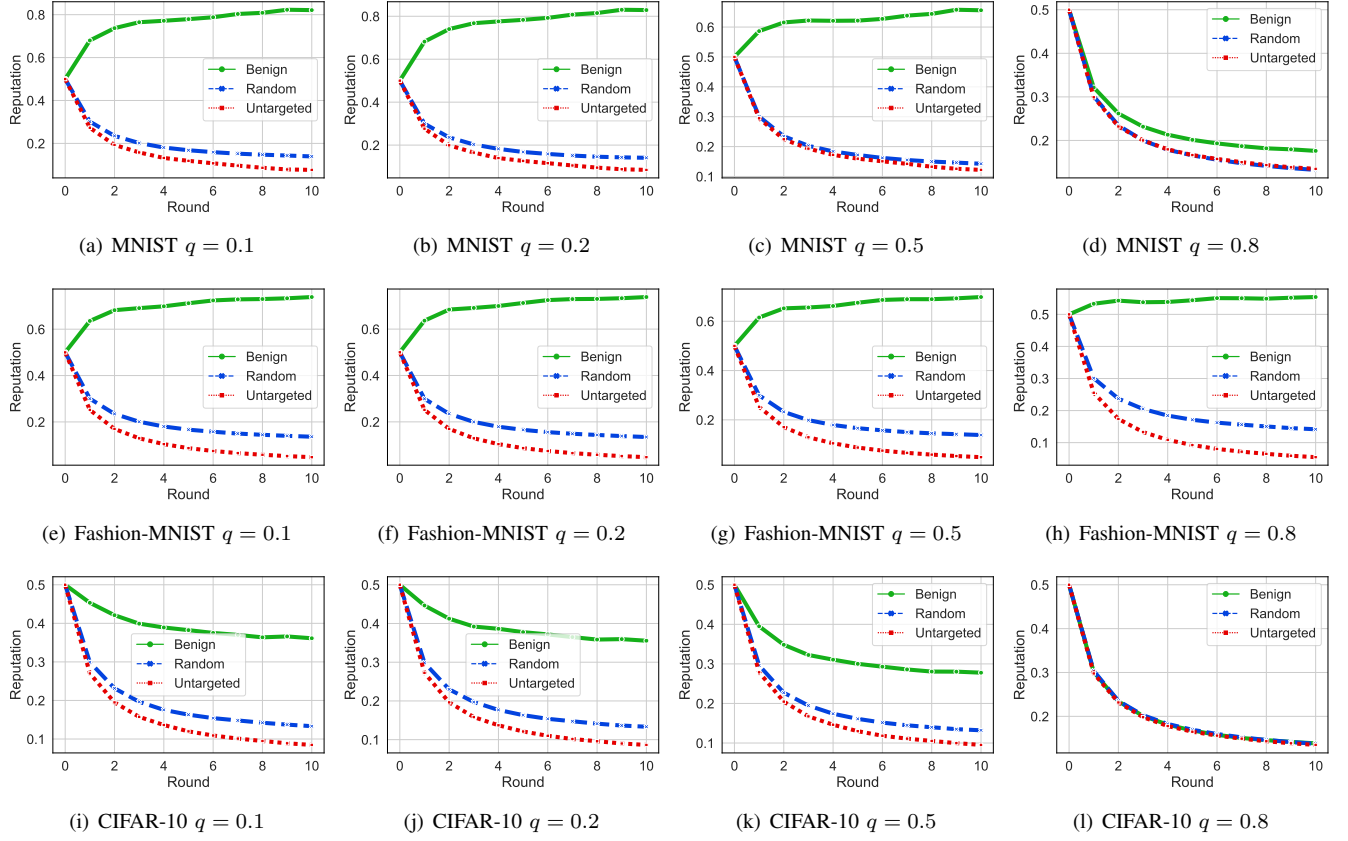 0.8
0.6
0.4
0.2
Reputation
Benign
Random
Untargeted
0 2 4 6 8 10
Round
(a) MNIST q = 0.1
0.8
0.6
0.4
0.2
Reputation
Benign
Random
Untargeted
0 2 4 6 8 10
Round
(b) MNIST q = 0.2
0.6
0.5
0.4
0.3
0.2
0.1
Reputation
Benign
Random
Untargeted
0 2 4 6 8 10
Round
(c) MNIST q = 0.5
0.5
0.4
0.3
0.2
Reputation
Benign
Random
Untargeted
0 2 4 6 8 10
Round
(d) MNIST q = 0.8
0.6
0.4
0.2
Reputation
Benign
Random
Untargeted
0 2 4 6 8 10
Round
(e) Fashion-MNIST q = 0.1
0.6
0.4
0.2
Reputation
Benign
Random
Untargeted
0 2 4 6 8 10
Round
(f) Fashion-MNIST q = 0.2
0.6
0.4
0.2
Reputation
Benign
Random
Untargeted
0 2 4 6 8 10
Round
(g) Fashion-MNIST q = 0.5
0.5
0.4
0.3
0.2
0.1
Reputation
Benign
Random
Untargeted
0 2 4 6 8 10
Round
(h) Fashion-MNIST q = 0.8
0.5
0.4
0.3
0.2
0.1
Reputation
Benign
Random
Untargeted
0 2 4 6 8 10
Round
(i) CIFAR-10 q = 0.1
0.5
0.4
0.3
0.2
0.1
Reputation
Benign
Random
Untargeted
0 2 4 6 8 10
Round
(j) CIFAR-10 q = 0.2
0.5
0.4
0.3
0.2
0.1
Reputation
Benign
Random
Untargeted
0 2 4 6 8 10
Round
(k) CIFAR-10 q = 0.5
0.5
0.4
0.3
0.2
Reputation
Benign
Random
Untargeted
0 2 4 6 8 10
Round
(l) CIFAR-10 q = 0.8